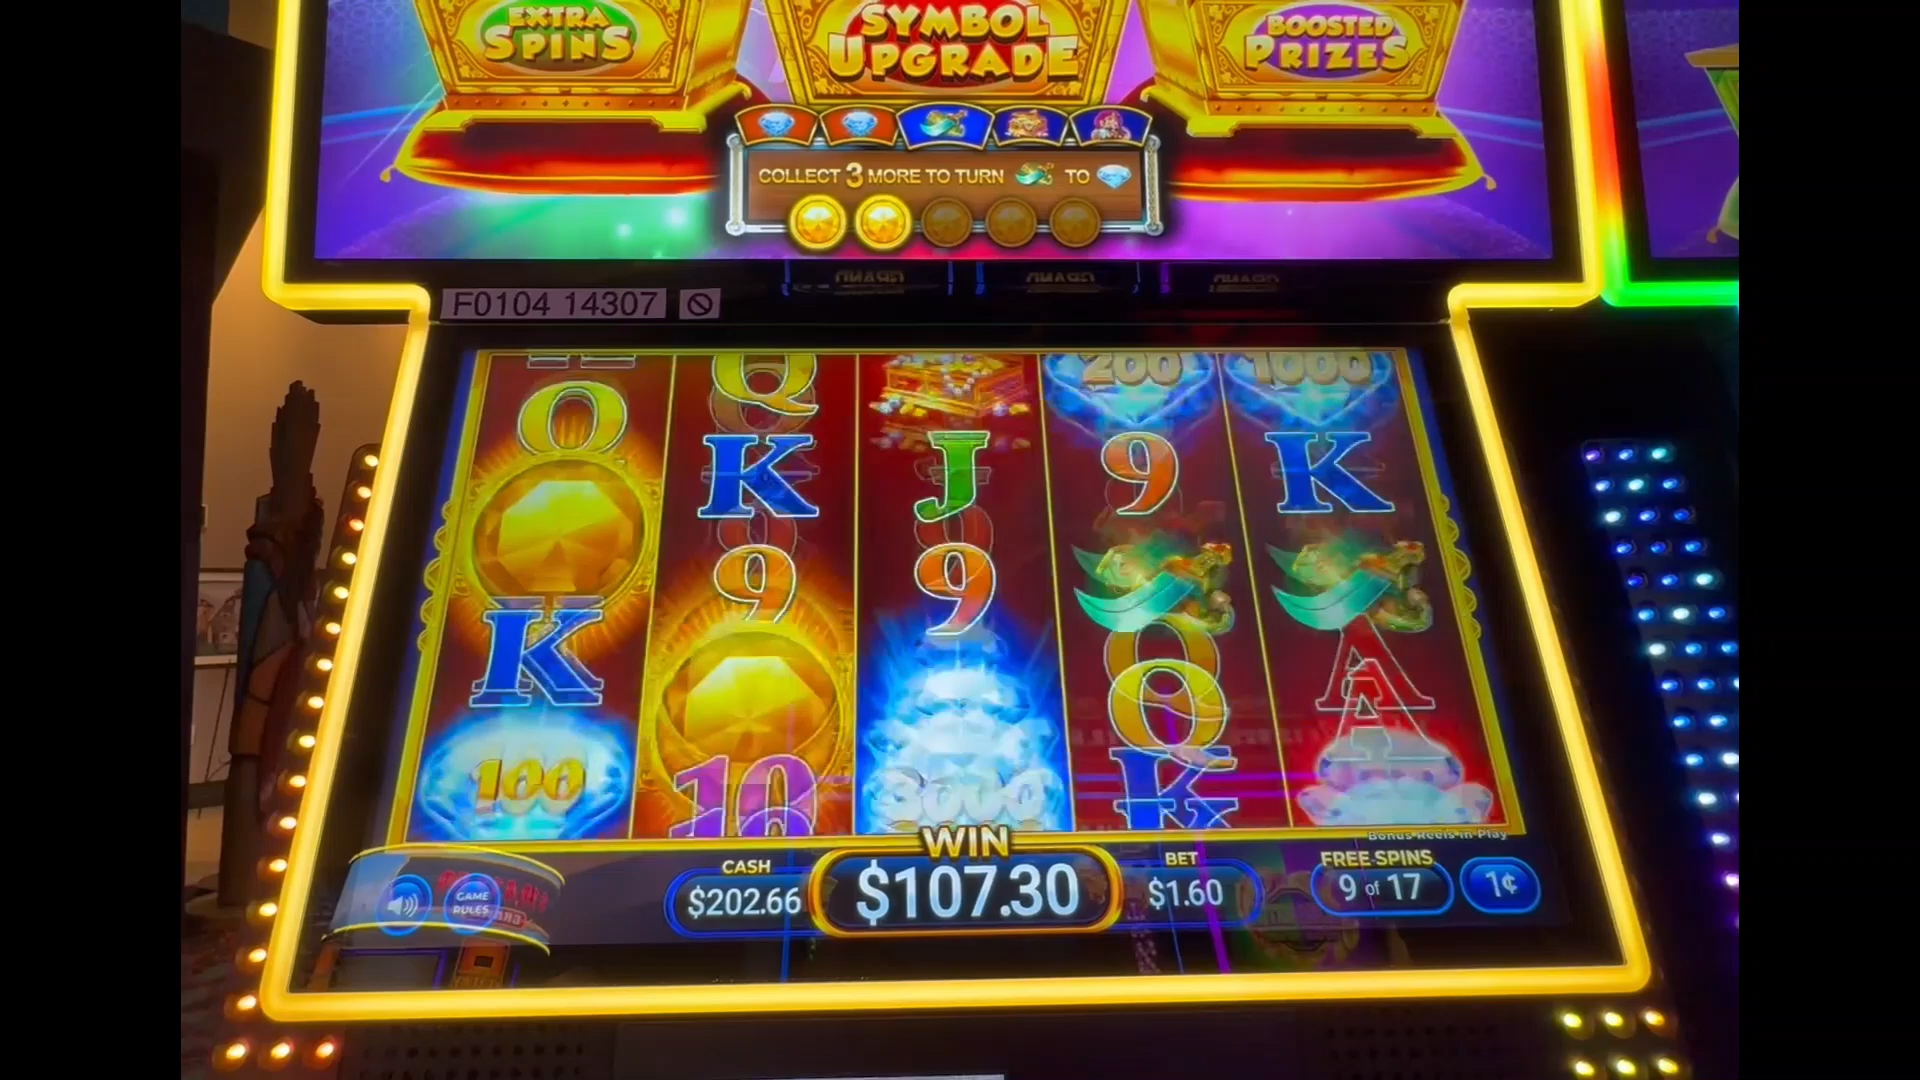 EXTRA
SPINS
SYMBOL
UPGRADE
BOOSTED
PRIZES
COLLECT 3 MORE TO TURN TO
F0104 14307
Q Q 200 1000
K J 9 K
K 9 9
Q A
100 10 3000 K A
Bonus Reels in Play
WIN
$107.30
CASH
$202.66
BET
$1.60
FREE SPINS
9 of 17
1¢
GAME
RULES